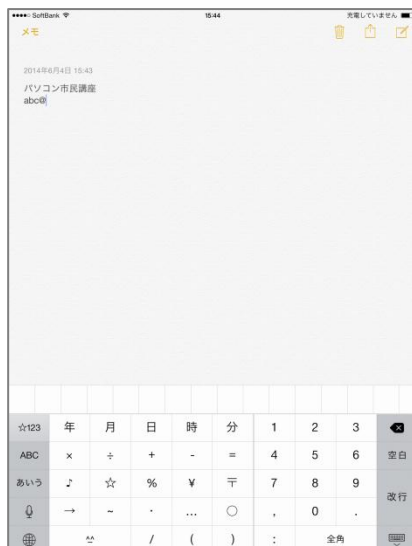 SoftBank 15:44 充電していません
メモ
2014年6月4日 15:43
パソコン市民講座
abc@
☆123 年 月 日 時 分 1 2 3
ABC × ÷ + - = 4 5 6 空白
あいう ♪ ☆ % ¥ 〒 7 8 9 改行
→ ~ ・ … ○ , 0 .
^^ / ( ) : 全角